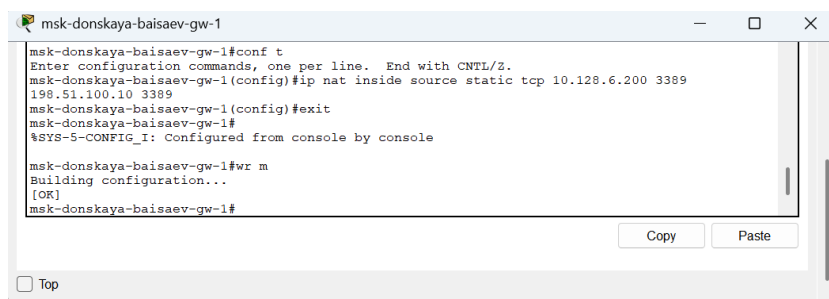 msk-donskaya-baisaev-gw-1
msk-donskaya-baisaev-gw-1#conf t
Enter configuration commands, one per line.  End with CNTL/Z.
msk-donskaya-baisaev-gw-1(config)#ip nat inside source static tcp 10.128.6.200 3389
198.51.100.10 3389
msk-donskaya-baisaev-gw-1(config)#exit
msk-donskaya-baisaev-gw-1#
%SYS-5-CONFIG_I: Configured from console by console
msk-donskaya-baisaev-gw-1#wr m
Building configuration...
[OK]
msk-donskaya-baisaev-gw-1#
Copy Paste
Top